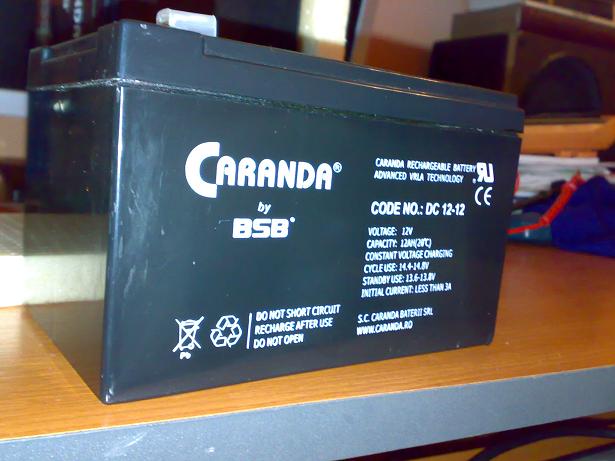 CARANDA®
by
BSB
CARANDA RECHARGEABLE BATTERY
ADVANCED VRLA TECHNOLOGY
CE
CODE NO.: DC 12-12
VOLTAGE: 12V
CAPACITY: 12AH(20°C)
CONSTANT VOLTAGE CHARGING
CYCLE USE: 14.4-14.8V
STANDBY USE: 13.6-13.8V
INITIAL CURRENT: LESS THAN 3A
Pb
DO NOT SHORT CIRCUIT
RECHARGE AFTER USE
DO NOT OPEN
S.C. CARANDA BATERII SRL
WWW.CARANDA.RO